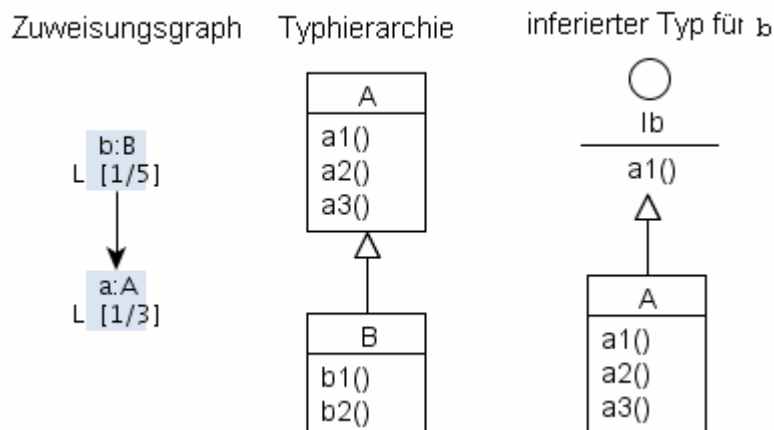 Zuweisungsgraph
Typhierarchie
inferierter Typ für b
b:B
L [1/5]
a:A
L [1/3]
A
a1()
a2()
a3()
B
b1()
b2()
Ib
a1()
A
a1()
a2()
a3()